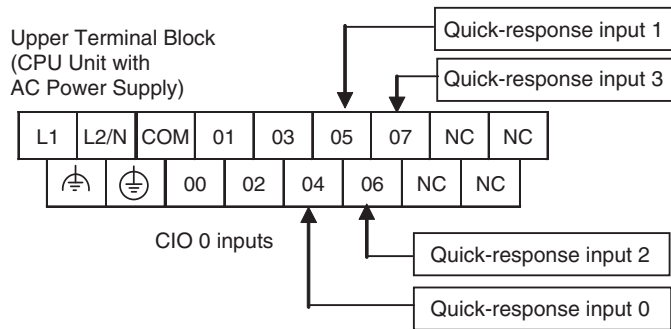 Quick-response input 1
Upper Terminal Block
(CPU Unit with
AC Power Supply)
Quick-response input 3
L1 L2/N COM 01 03 05 07 NC NC
00 02 04 06 NC NC
CIO 0 inputs
Quick-response input 2
Quick-response input 0